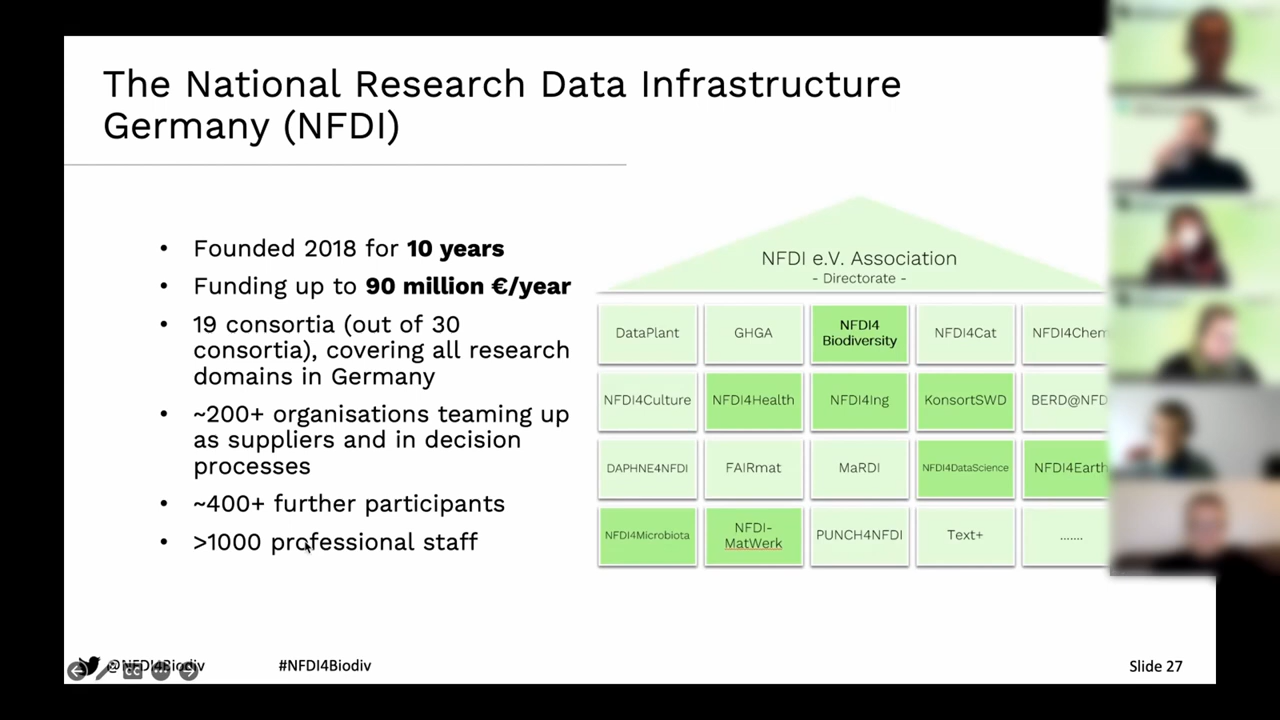 The National Research Data Infrastructure
Germany (NFDI)
• Founded 2018 for 10 years
• Funding up to 90 million €/year
• 19 consortia (out of 30
consortia), covering all research
domains in Germany
• ~200+ organisations teaming up
as suppliers and in decision
processes
• ~400+ further participants
• >1000 professional staff
NFDI e.V. Association
- Directorate -
DataPlant
GHGA
NFDI4
Biodiversity
NFDI4Cat
NFDI4Chem
NFDI4Culture
NFDI4Health
NFDI4Ing
KonsortSWD
BERD@NFD
DAPHNE4NFDI
FAIRmat
MaRDI
NFDI4DataScience
NFDI4Earth
NFDI4Microbiota
NFDI-
MatWerk
PUNCH4NFDI
Text+
.......
@NFDI4Biodiv
CC
#NFDI4Biodiv
Slide 27